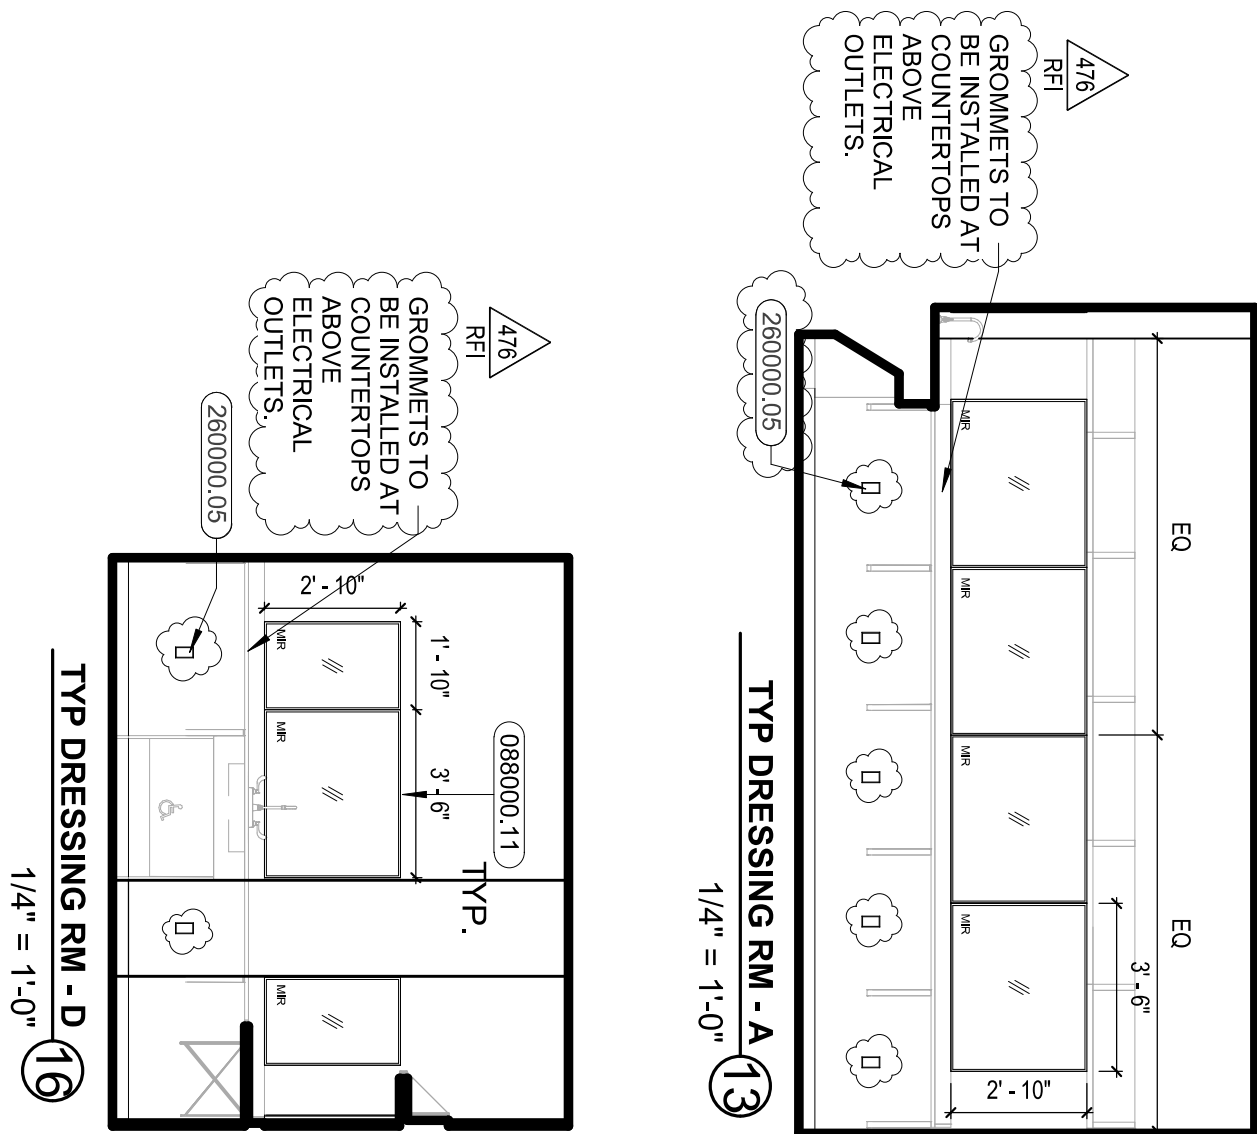 476
RFI
GROMMETS TO
BE INSTALLED AT
COUNTERTOPS
ABOVE
ELECTRICAL
OUTLETS.
260000.05
EQ
EQ
MIR
MIR
MIR
MIR
3' - 6"
2' - 10"
TYP DRESSING RM - A
1/4" = 1'-0"
13
476
RFI
GROMMETS TO
BE INSTALLED AT
COUNTERTOPS
ABOVE
ELECTRICAL
OUTLETS.
260000.05
2' - 10"
1' - 10"
3' - 6"
088000.11
TYP.
MIR
MIR
MIR
TYP DRESSING RM - D
1/4" = 1'-0"
16